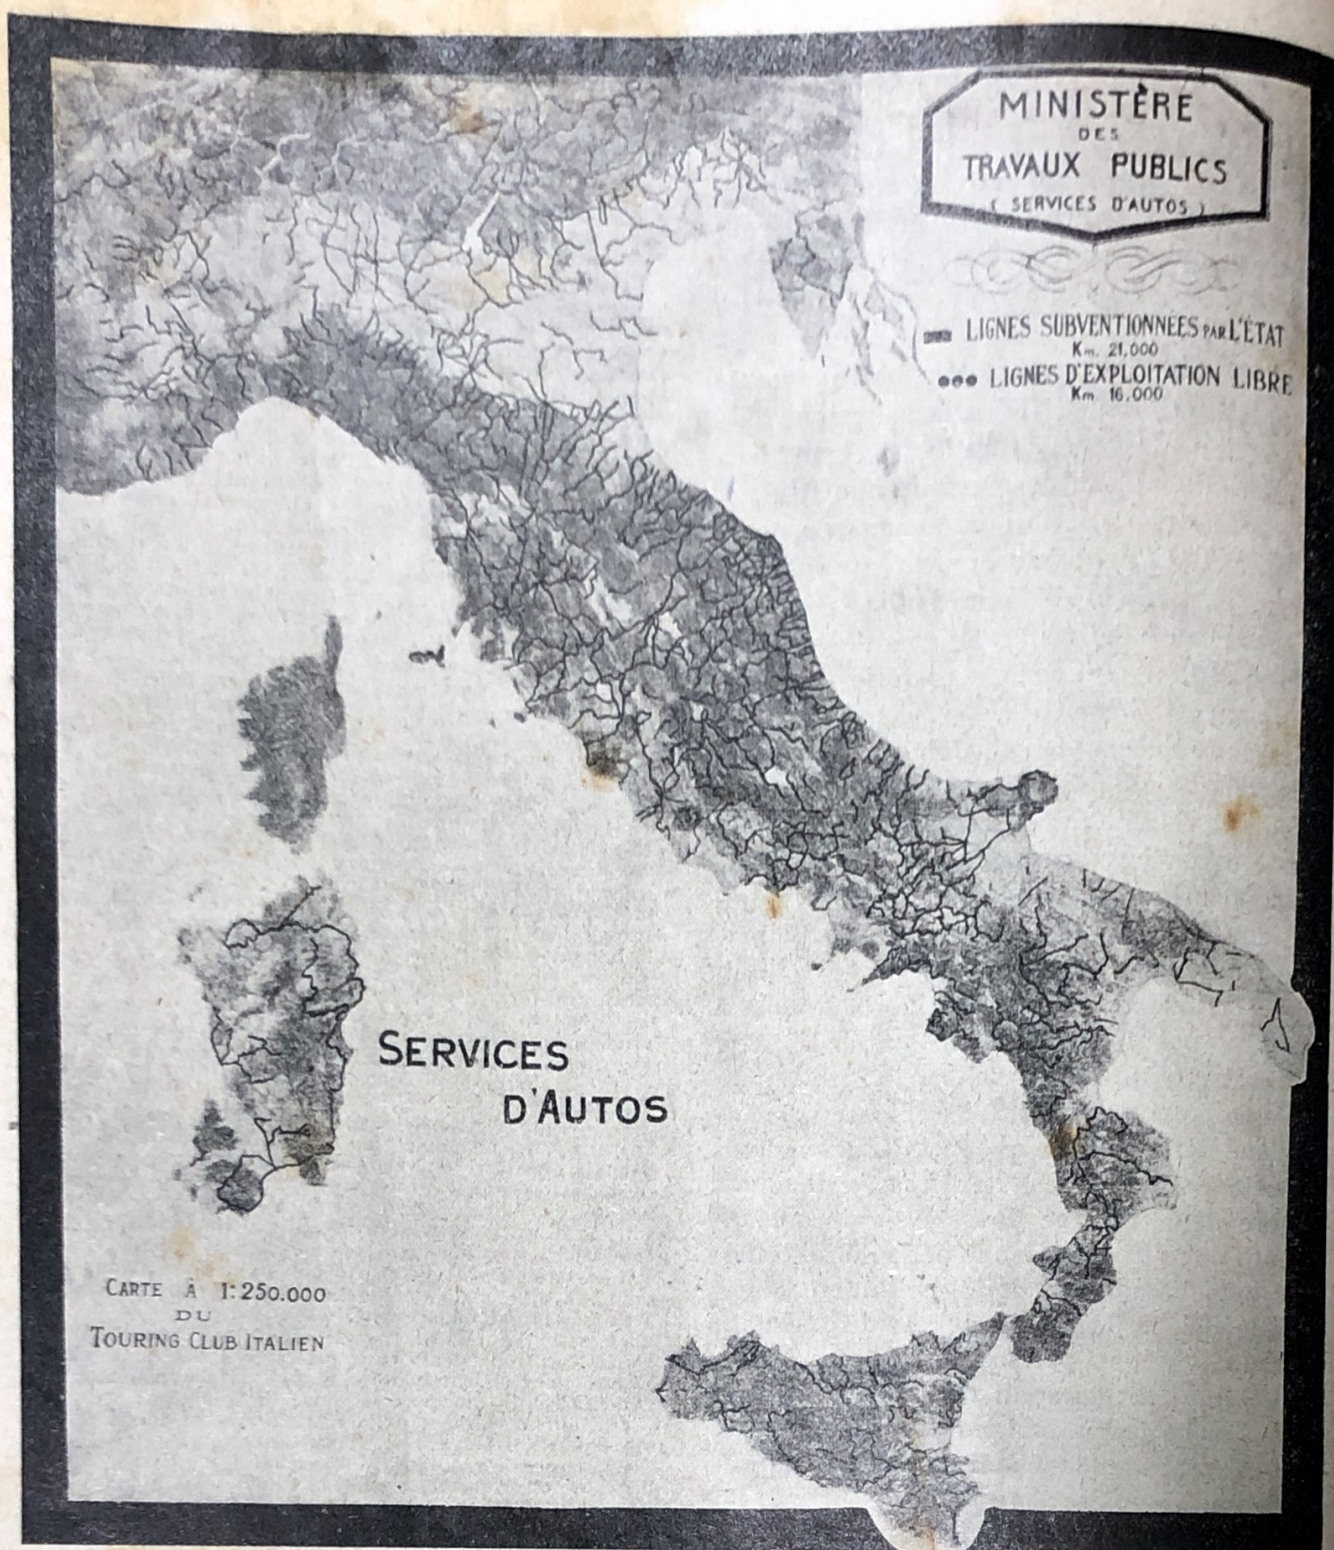 MINISTÈRE
DES
TRAVAUX PUBLICS
( SERVICES D'AUTOS )
LIGNES SUBVENTIONNÉES PAR L'ÉTAT
Km. 21,000
LIGNES D'EXPLOITATION LIBRE
Km 16.000
SERVICES
D'AUTOS
CARTE À 1:250.000
DU
TOURING CLUB ITALIEN